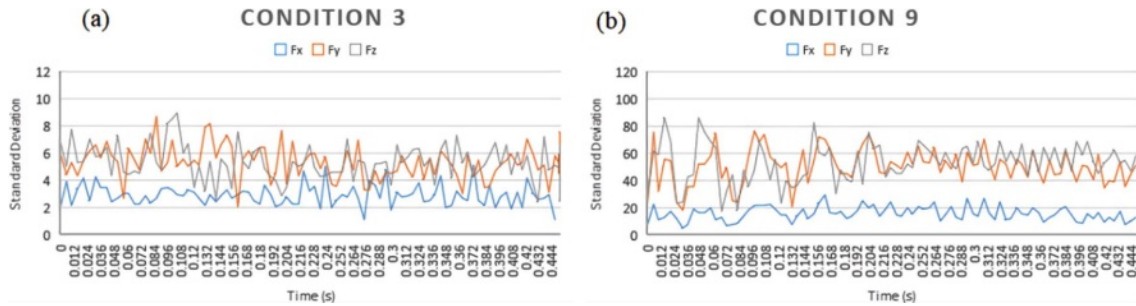 (a) CONDITION 3
Fx Fy Fz
12
10
8
6
4
2
0
Standard Deviation
0 0.012 0.024 0.036 0.048 0.06 0.072 0.084 0.096 0.108 0.12 0.132 0.144 0.156 0.168 0.18 0.192 0.204 0.216 0.228 0.24 0.252 0.264 0.276 0.288 0.3 0.312 0.324 0.336 0.348 0.36 0.372 0.384 0.396 0.408 0.42 0.432 0.444
Time (s)
(b) CONDITION 9
Fx Fy Fz
120
100
80
60
40
20
0
Standard Deviation
0 0.012 0.024 0.036 0.048 0.06 0.072 0.084 0.096 0.108 0.12 0.132 0.144 0.156 0.168 0.18 0.192 0.204 0.216 0.228 0.24 0.252 0.264 0.276 0.288 0.3 0.312 0.324 0.336 0.348 0.36 0.372 0.384 0.396 0.408 0.42 0.432 0.444
Time (s)